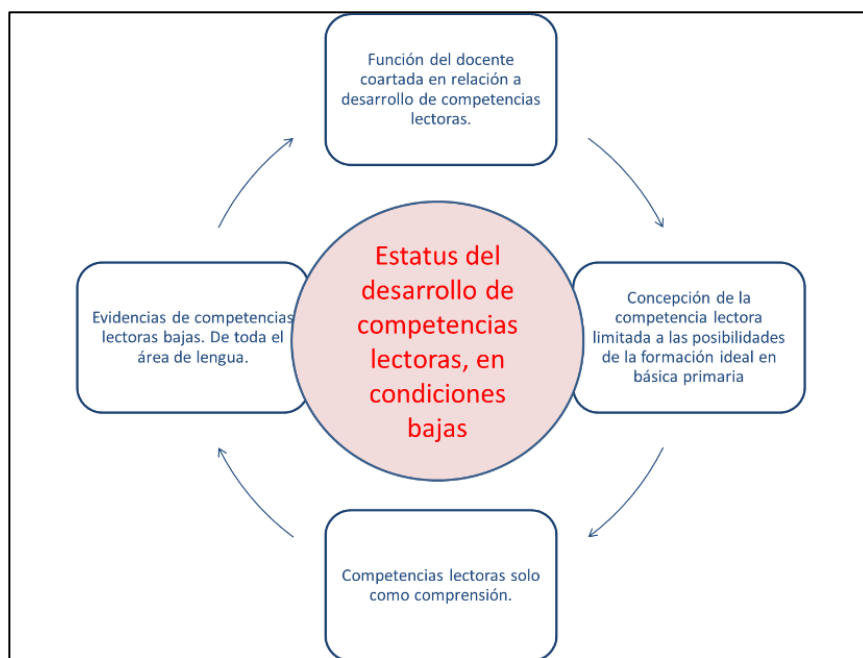 Función del docente
coartada en relación a
desarrollo de competencias
lectoras.
Estatus del
desarrollo de
competencias
lectoras, en
condiciones
bajas
Evidencias de competencias
lectoras bajas. De toda el
área de lengua.
Concepción de la
competencia lectora
limitada a las posibilidades
de la formación ideal en
básica primaria
Competencias lectoras solo
como comprensión.